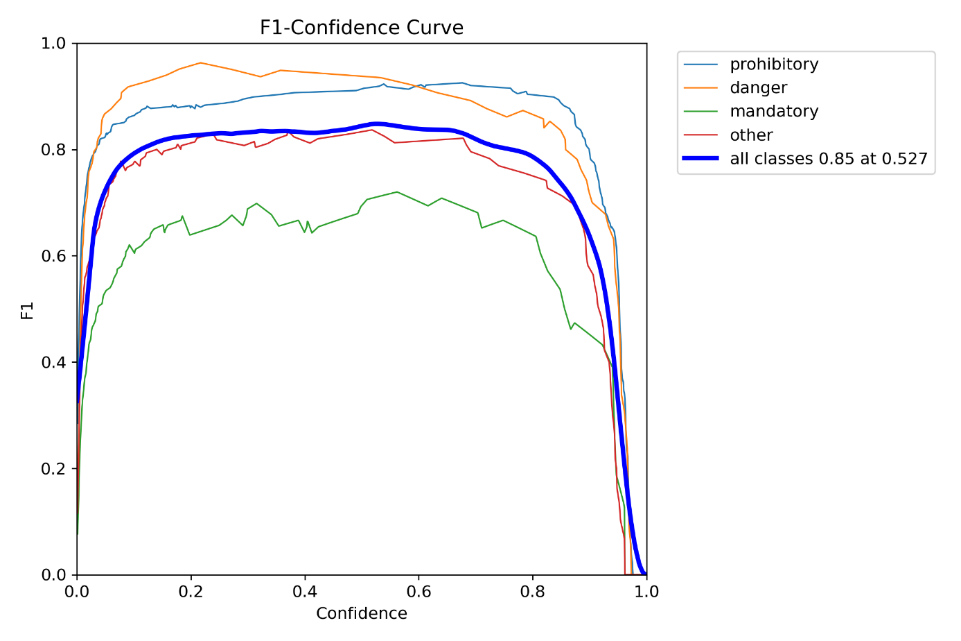 F1-Confidence Curve
1.0
0.8
0.6
0.4
0.2
0.0
F1
0.0 0.2 0.4 0.6 0.8 1.0
Confidence
prohibitory
danger
mandatory
other
all classes 0.85 at 0.527